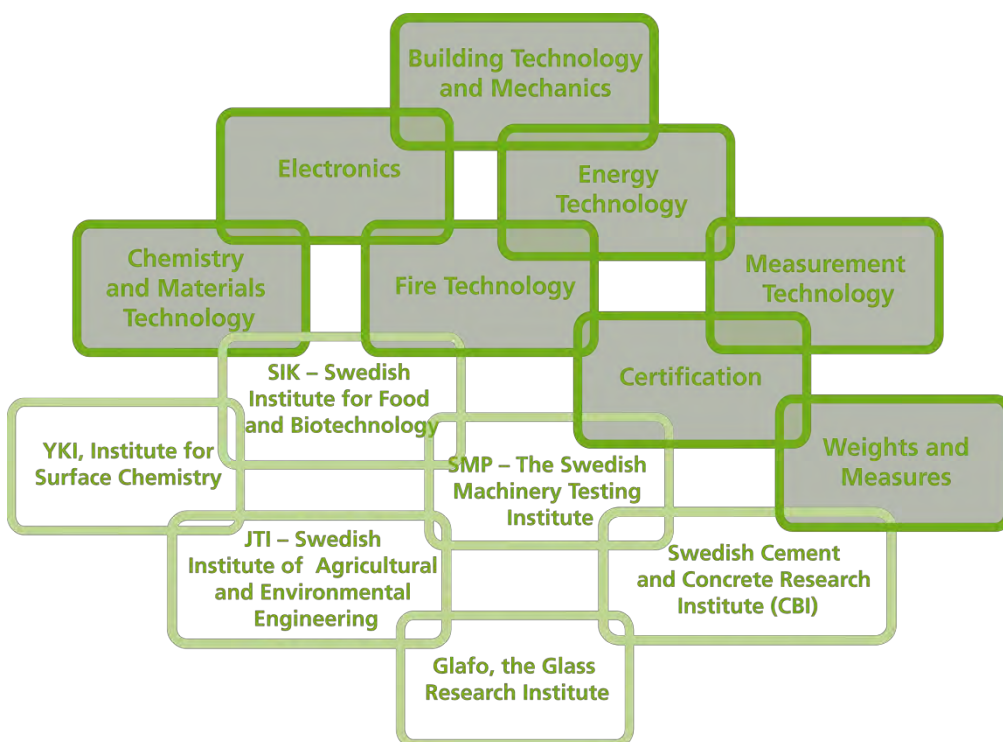 Building Technology
and Mechanics
Electronics
Energy
Technology
Chemistry
and Materials
Technology
Fire Technology
Measurement
Technology
SIK – Swedish
Institute for Food
and Biotechnology
Certification
YKI, Institute for
Surface Chemistry
SMP – The Swedish
Machinery Testing
Institute
Weights and
Measures
JTI – Swedish
Institute of Agricultural
and Environmental
Engineering
Swedish Cement
and Concrete Research
Institute (CBI)
Glafo, the Glass
Research Institute